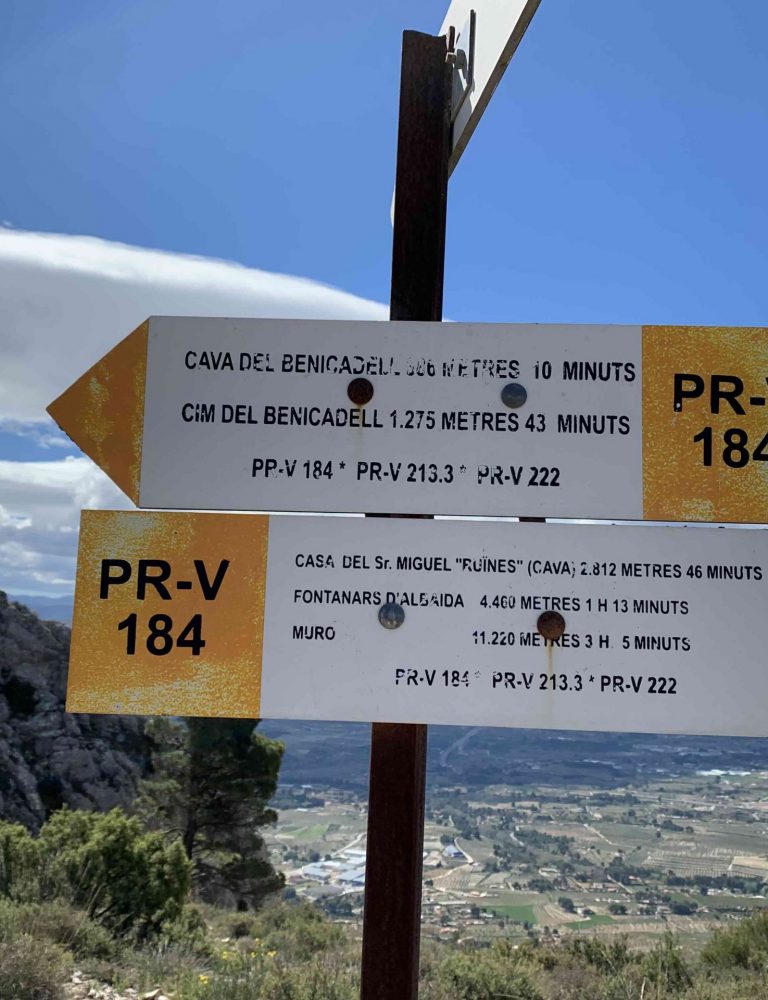 CAVA DEL BENICADELL METRES 10 MINUTS
CIM DEL BENICADELL 1.275 METRES 43 MINUTS
PR-V 184 * PR-V 213.3 * PR-V 222
PR-V
184
PR-V
184
CASA DEL Sr. MIGUEL "RUÏNES" (CAVA) 2.812 METRES 46 MINUTS
FONTANARS D'ALBAIDA 4.460 METRES 1 H 13 MINUTS
MURO 11.220 METRES 3 H. 5 MINUTS
PR-V 184 * PR-V 213.3 * PR-V 222